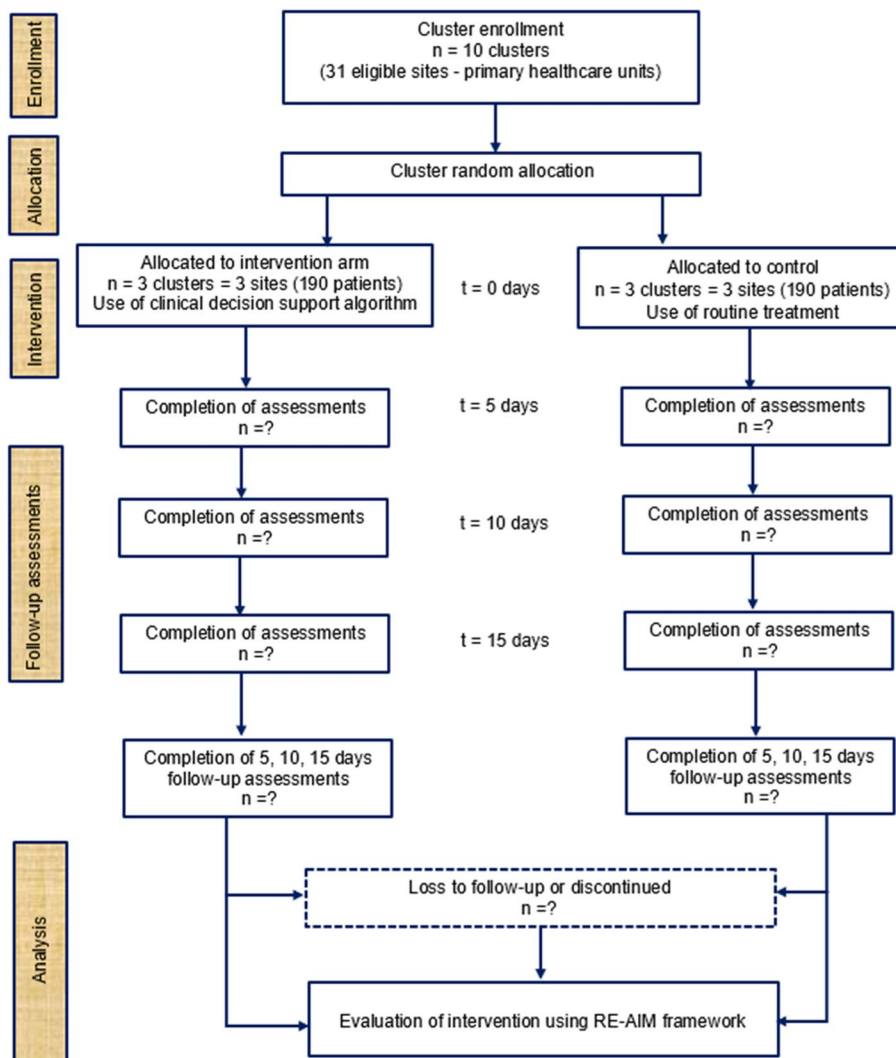 Enrollment
Cluster enrollment
n = 10 clusters
(31 eligible sites - primary healthcare units)
Allocation
Cluster random allocation
Intervention
Allocated to intervention arm
n = 3 clusters = 3 sites (190 patients)
Use of clinical decision support algorithm
t = 0 days
Allocated to control
n = 3 clusters = 3 sites (190 patients)
Use of routine treatment
Completion of assessments
n =?
t = 5 days
Completion of assessments
n =?
Follow-up assessments
Completion of assessments
n =?
t = 10 days
Completion of assessments
n =?
Completion of assessments
n =?
t = 15 days
Completion of assessments
n =?
Completion of 5, 10, 15 days
follow-up assessments
n =?
Completion of 5, 10, 15 days
follow-up assessments
n =?
Analysis
Loss to follow-up or discontinued
n =?
Evaluation of intervention using RE-AIM framework